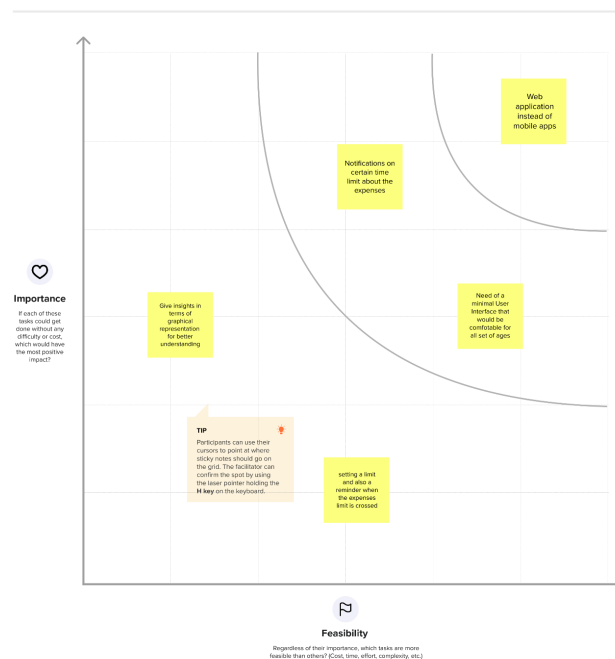 Web
application
instead of
mobile apps
Notifications on
certain time
limit about the
expenses
Importance
If each of these
tasks could get
done without any
difficulty or cost,
which would have
the most positive
impact?
Give insights in
terms of
graphical
representation
for better
understanding
Need of a
minimal User
Interface that
would be
comfotable for
all set of ages
TIP
Participants can use their
cursors to point at where
sticky notes should go on
the grid. The facilitator can
confirm the spot by using
the laser pointer holding the
H key on the keyboard.
setting a limit
and also a
reminder when
the expenses
limit is crossed
Feasibility
Regardless of their importance, which tasks are more
feasible than others? (Cost, time, effort, complexity, etc.)